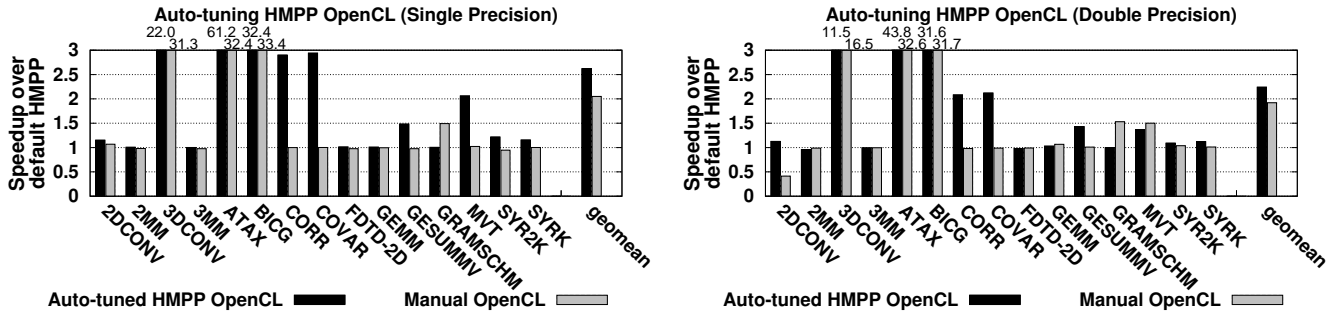 Auto-tuning HMPP OpenCL (Single Precision)
22.0
31.3
61.2
32.4
32.4
33.4
Speedup over
default HMPP
3
2.5
2
1.5
1
0.5
0
2DCONV
2MM
3DCONV
3MM
ATAX
BICG
CORR
COVAR
FDTD-2D
GEMM
GESUMMV
GRAMSCHM
MVT
SYR2K
SYRK
geomean
Auto-tuned HMPP OpenCL
Manual OpenCL
Auto-tuning HMPP OpenCL (Double Precision)
11.5
16.5
43.8
32.6
31.6
31.7
Speedup over
default HMPP
3
2.5
2
1.5
1
0.5
0
2DCONV
2MM
3DCONV
3MM
ATAX
BICG
CORR
COVAR
FDTD-2D
GEMM
GESUMMV
GRAMSCHM
MVT
SYR2K
SYRK
geomean
Auto-tuned HMPP OpenCL
Manual OpenCL